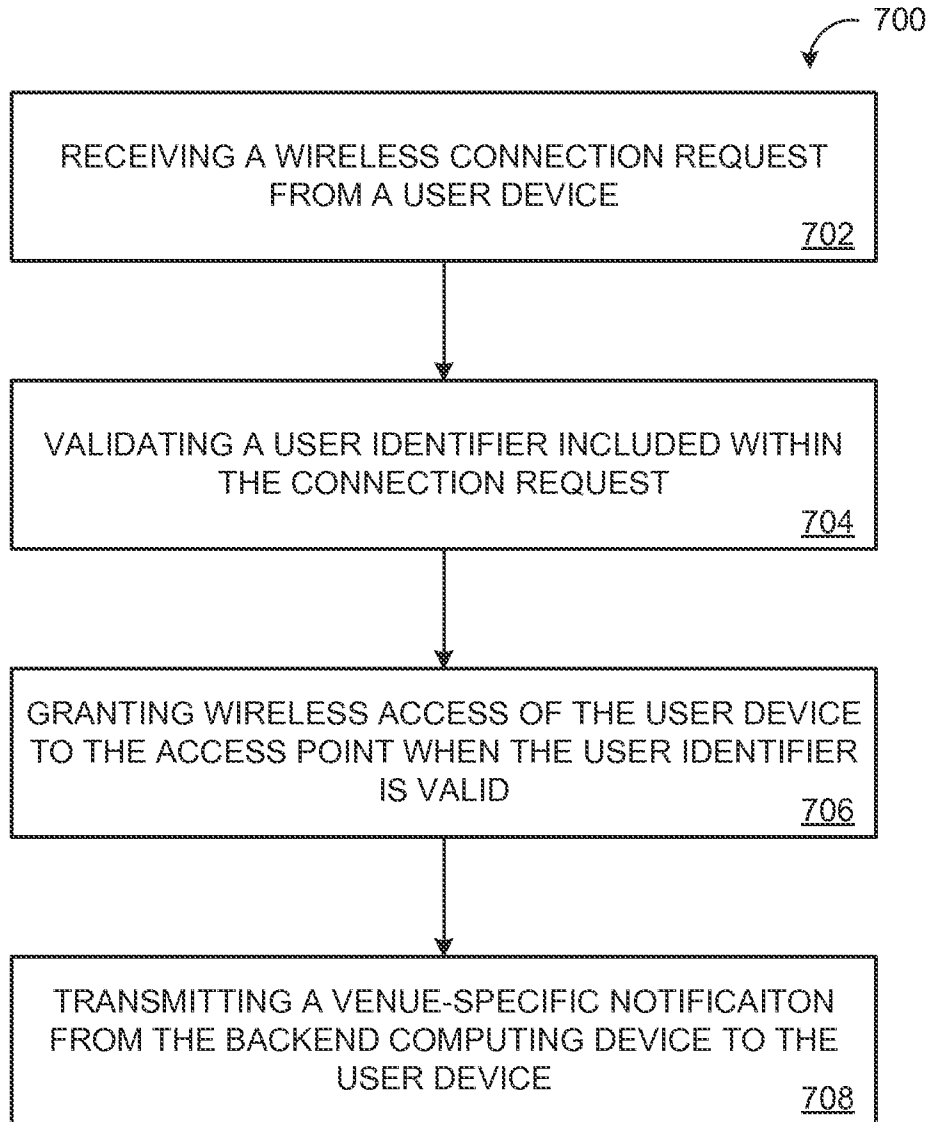 700
RECEIVING A WIRELESS CONNECTION REQUEST
FROM A USER DEVICE
702
VALIDATING A USER IDENTIFIER INCLUDED WITHIN
THE CONNECTION REQUEST
704
GRANTING WIRELESS ACCESS OF THE USER DEVICE
TO THE ACCESS POINT WHEN THE USER IDENTIFIER
IS VALID
706
TRANSMITTING A VENUE-SPECIFIC NOTIFICAITON
FROM THE BACKEND COMPUTING DEVICE TO THE
USER DEVICE
708